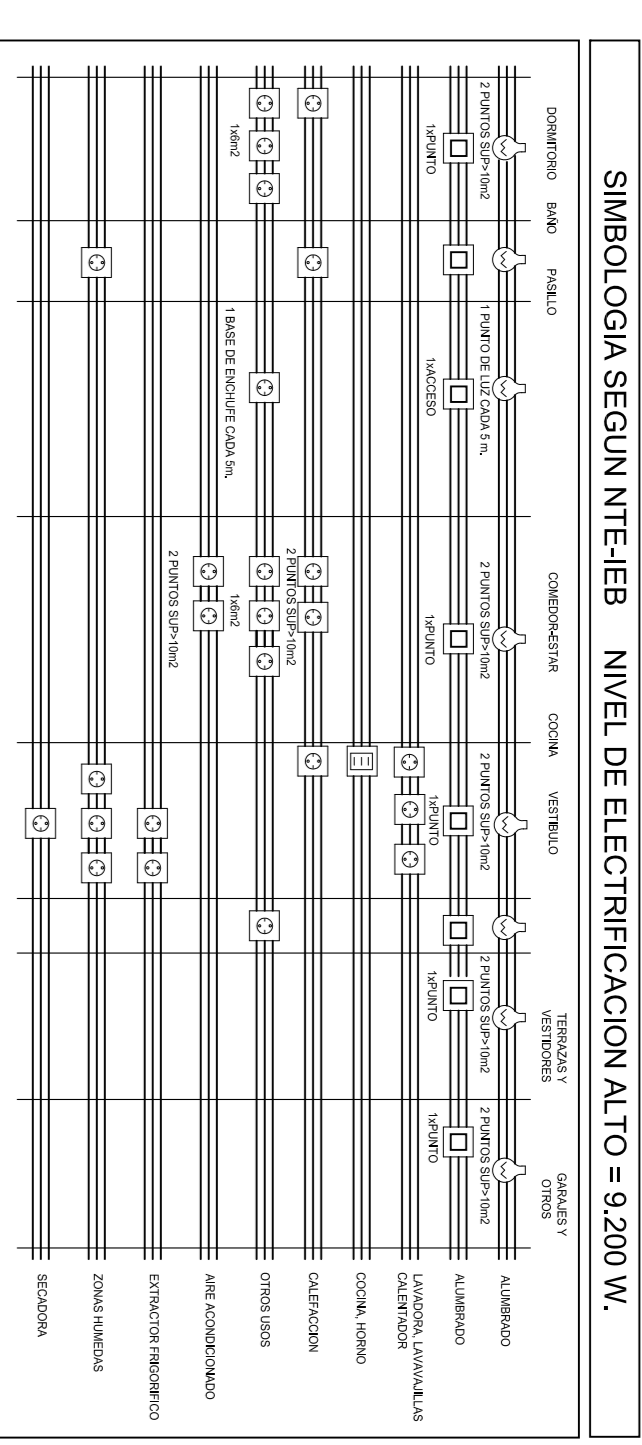 SIMBOLOGIA SEGUN NTE-IEB NIVEL DE ELECTRIFICACION ALTO = 9.200 W.
DORMITORIO
BAÑO
PASILLO
COMEDOR-ESTAR
COCINA
VESTIBULO
TERRAZAS Y
VESTIDORES
GARAJES Y
OTROS
2 PUNTOS SUP>10m2
1 PUNTO DE LUZ CADA 5 m.
2 PUNTOS SUP>10m2
2 PUNTOS SUP>10m2
2 PUNTOS SUP>10m2
2 PUNTOS SUP>10m2
ALUMBRADO
ALUMBRADO
1xPUNTO
1xACCESO
1xPUNTO
1xPUNTO
1xPUNTO
1xPUNTO
LAVADORA, LAVAVAJILLAS
CALENTADOR
COCINA, HORNO
CALEFACCION
2 PUNTOS SUP>10m2
OTROS USOS
1x6m2
1x6m2
1 BASE DE ENCHUFE CADA 5m.
AIRE ACONDICIONADO
2 PUNTOS SUP>10m2
EXTRACTOR FRIGORIFICO
ZONAS HUMEDAS
SECADORA